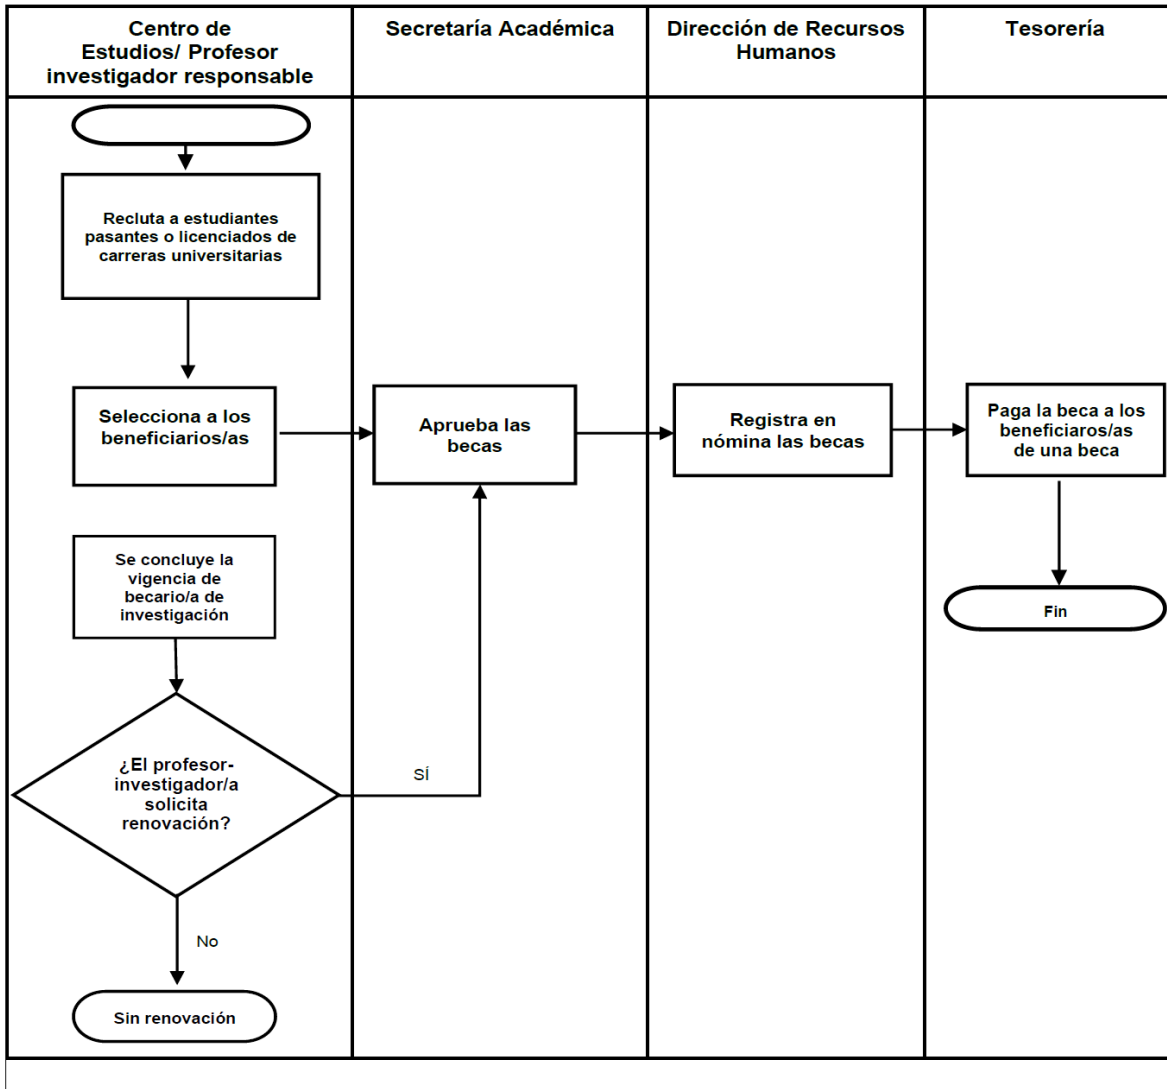 Centro de
Estudios/ Profesor
investigador responsable
Secretaría Académica
Dirección de Recursos
Humanos
Tesorería
Recluta a estudiantes
pasantes o licenciados de
carreras universitarias
Selecciona a los
beneficiarios/as
Aprueba las
becas
Registra en
nómina las becas
Paga la beca a los
beneficiaros/as
de una beca
Se concluye la
vigencia de
becario/a de
investigación
Fin
¿El profesor-
investigador/a
solicita
renovación?
SÍ
No
Sin renovación